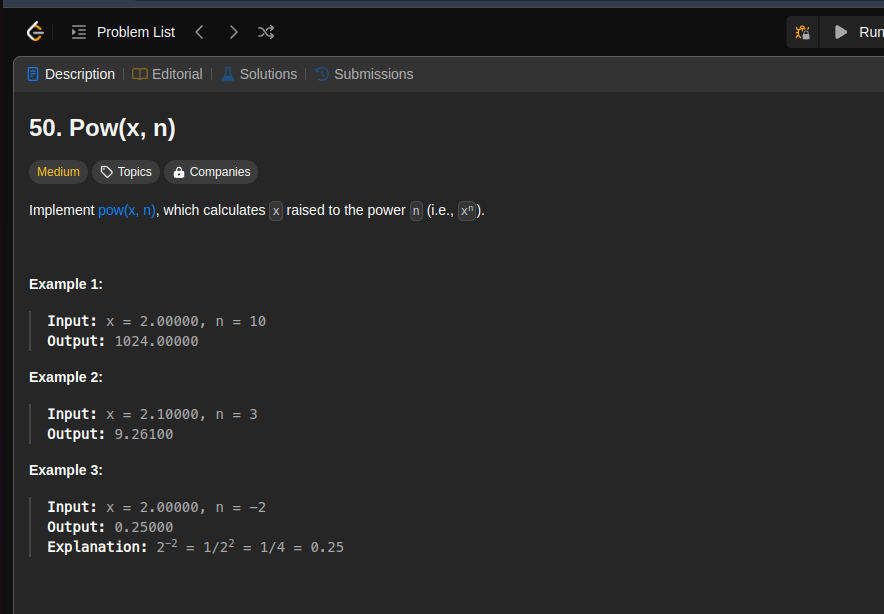 Problem List
Run
Description | Editorial | Solutions | Submissions
50. Pow(x, n)
Medium Topics Companies
Implement pow(x, n), which calculates x raised to the power n (i.e., xⁿ).
Example 1:
Input: x = 2.00000, n = 10
Output: 1024.00000
Example 2:
Input: x = 2.10000, n = 3
Output: 9.26100
Example 3:
Input: x = 2.00000, n = -2
Output: 0.25000
Explanation: 2⁻² = 1/2² = 1/4 = 0.25